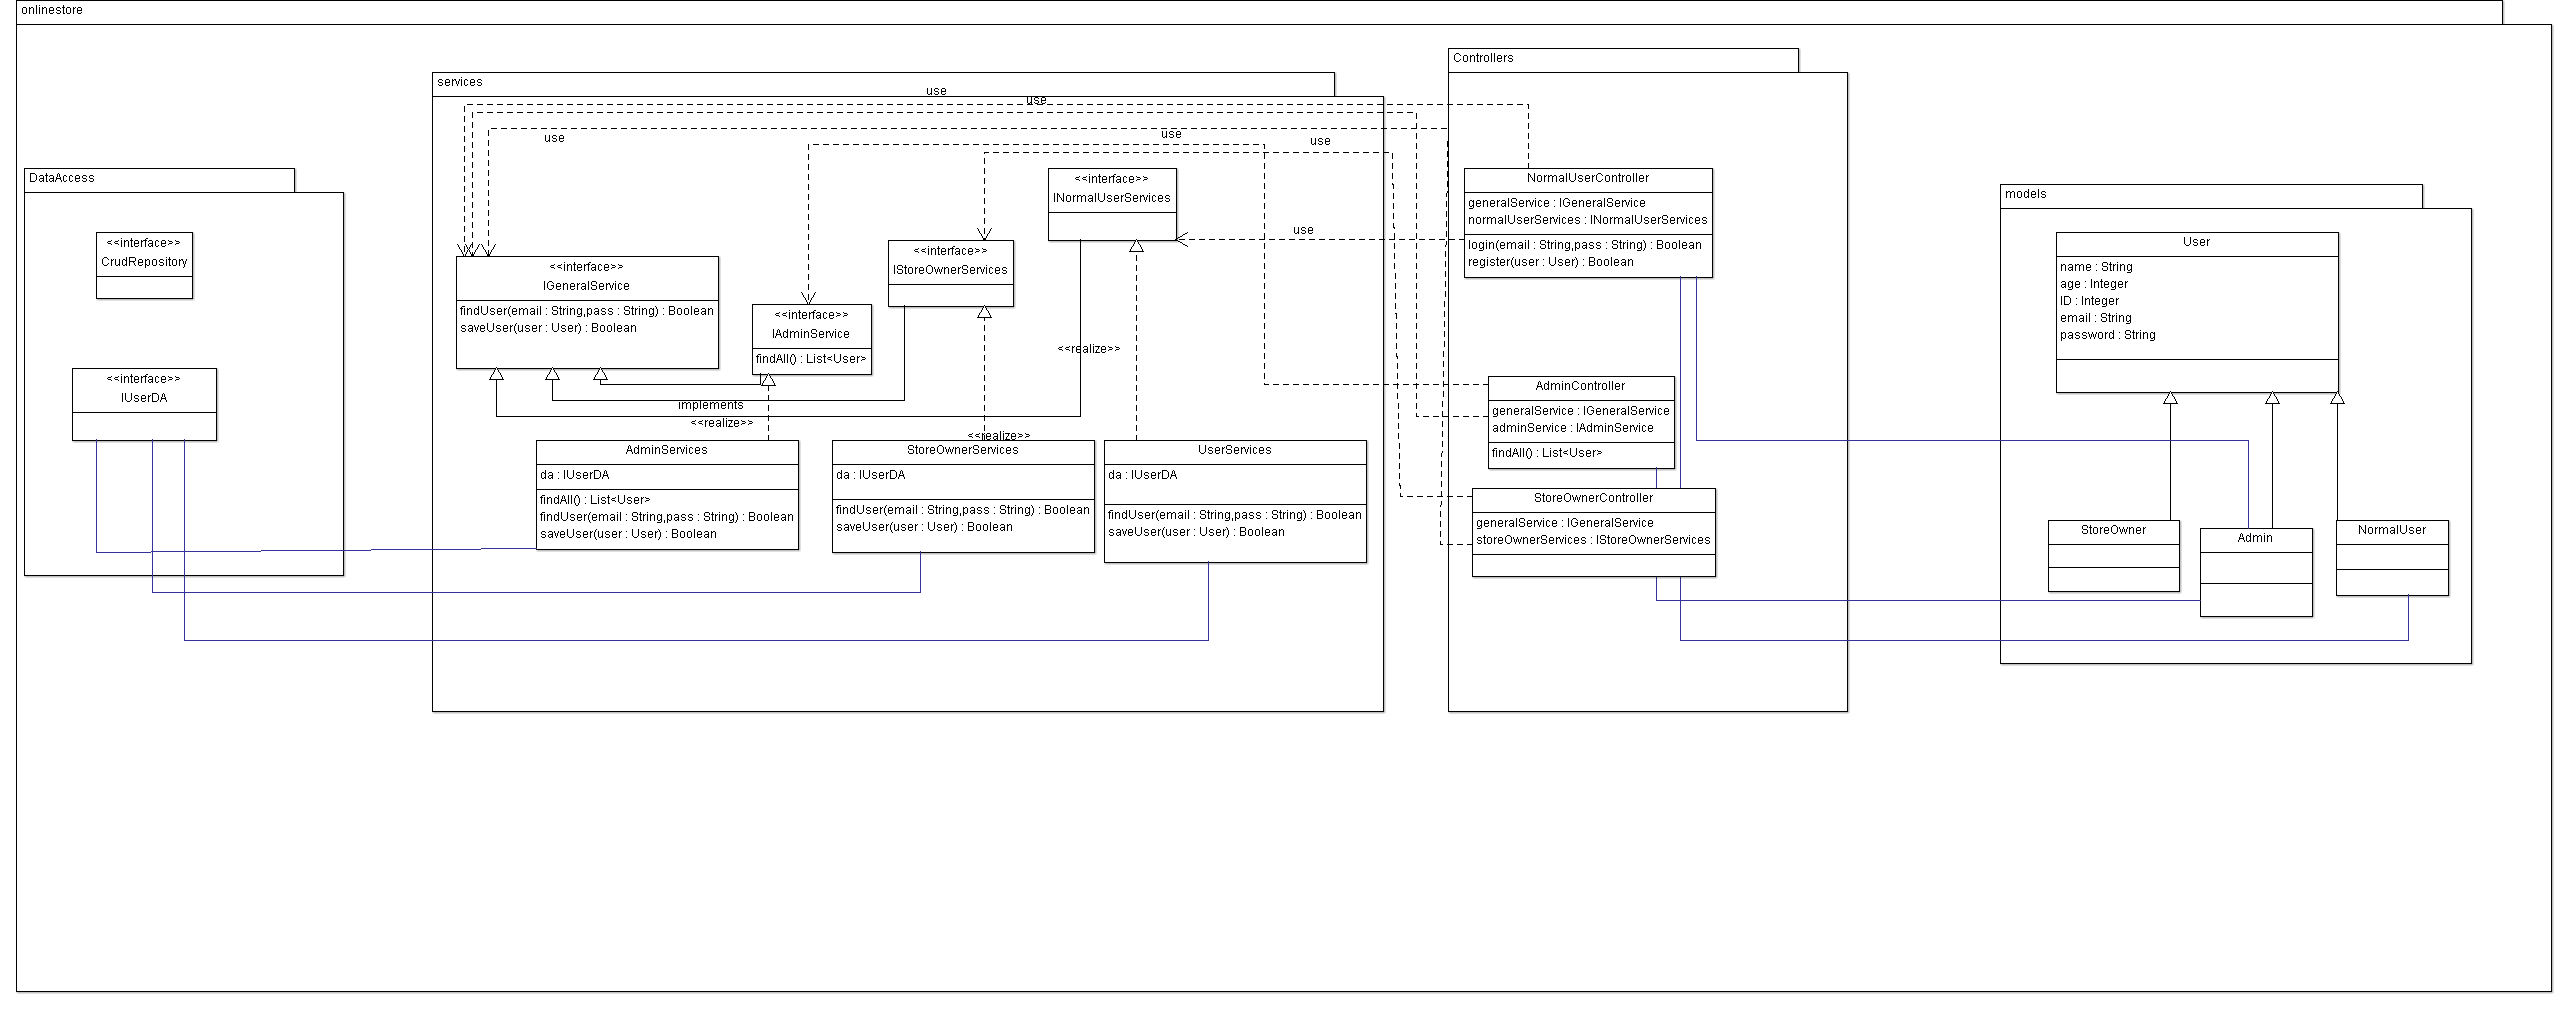 onlinestore
DataAccess
<<interface>>
CrudRepository
<<interface>>
IUserDA
services
use
use
use
use
use
use
<<interface>>
IGeneralService
findUser(email : String,pass : String) : Boolean
saveUser(user : User) : Boolean
<<interface>>
IAdminService
findAll() : List<User>
<<interface>>
IStoreOwnerServices
<<interface>>
INormalUserServices
<<realize>>
implements
<<realize>>
<<realize>>
AdminServices
da : IUserDA
findAll() : List<User>
findUser(email : String,pass : String) : Boolean
saveUser(user : User) : Boolean
StoreOwnerServices
da : IUserDA
findUser(email : String,pass : String) : Boolean
saveUser(user : User) : Boolean
UserServices
da : IUserDA
findUser(email : String,pass : String) : Boolean
saveUser(user : User) : Boolean
Controllers
NormalUserController
generalService : IGeneralService
normalUserServices : INormalUserServices
login(email : String,pass : String) : Boolean
register(user : User) : Boolean
AdminController
generalService : IGeneralService
adminService : IAdminService
findAll() : List<User>
StoreOwnerController
generalService : IGeneralService
storeOwnerServices : IStoreOwnerServices
models
User
name : String
age : Integer
ID : Integer
email : String
password : String
StoreOwner
Admin
NormalUser